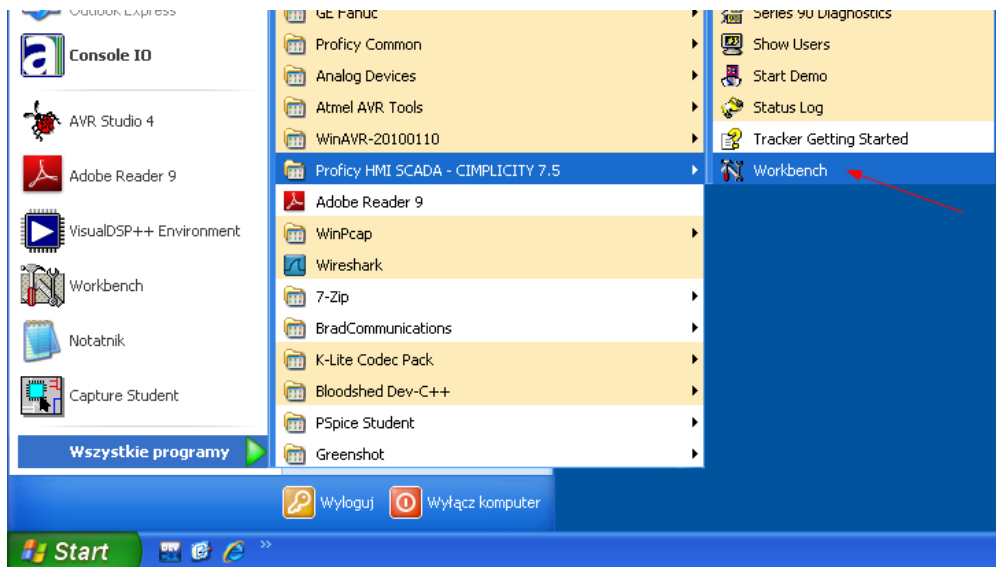 Outlook Express
Console IO
AVR Studio 4
Adobe Reader 9
VisualDSP++ Environment
Workbench
Notatnik
Capture Student
Wszystkie programy
GE Fanuc
Proficy Common
Analog Devices
Atmel AVR Tools
WinAVR-20100110
Proficy HMI SCADA - CIMPLICITY 7.5
Adobe Reader 9
WinPcap
Wireshark
7-Zip
BradCommunications
K-Lite Codec Pack
Bloodshed Dev-C++
PSpice Student
Greenshot
Series 90 Diagnostics
Show Users
Start Demo
Status Log
Tracker Getting Started
Workbench
Wyloguj
Wyłącz komputer
Start